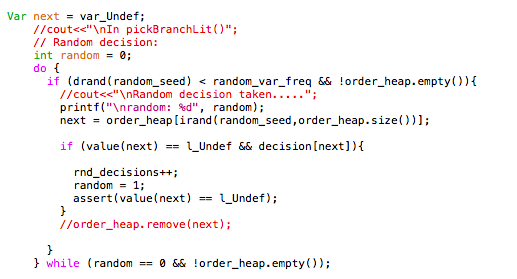 Var next = var_Undef;
//cout<<"\nIn pickBranchLit()";
// Random decision:
int random = 0;
do {
if (drand(random_seed) < random_var_freq && !order_heap.empty()){
//cout<<"\nRandom decision taken.....";
printf("\nrandom: %d", random);
next = order_heap[irand(random_seed,order_heap.size())];
if (value(next) == l_Undef && decision[next]){
rnd_decisions++;
random = 1;
assert(value(next) == l_Undef);
}
//order_heap.remove(next);
}
} while (random == 0 && !order_heap.empty());